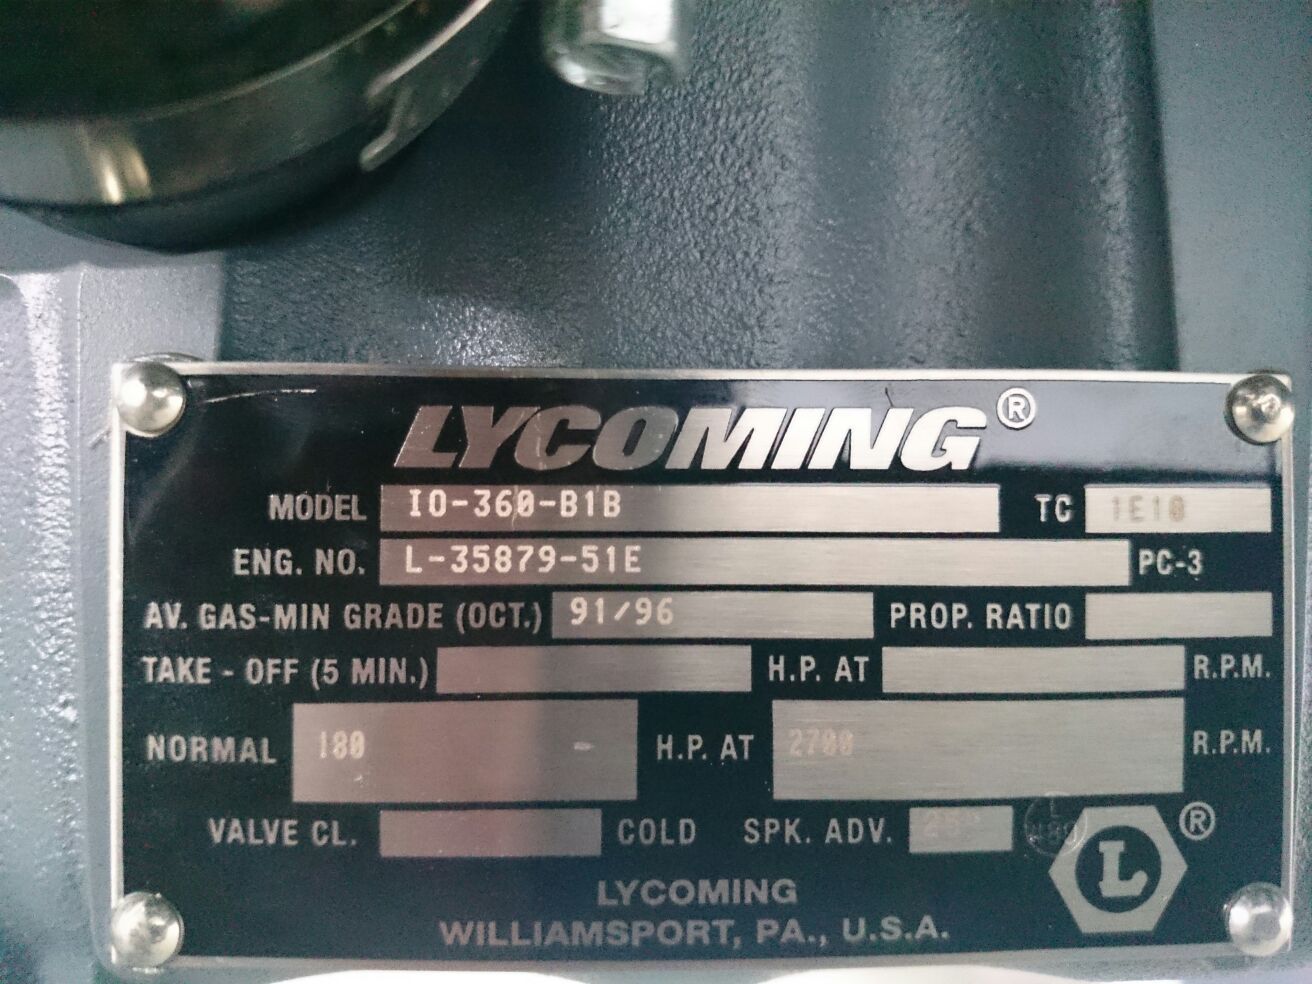 LYCOMING®
MODEL IO-360-B1B TC 1E10
ENG. NO. L-35879-51E PC-3
AV. GAS-MIN GRADE (OCT.) 91/96 PROP. RATIO
TAKE - OFF (5 MIN.) H.P. AT R.P.M.
NORMAL 180 - H.P. AT 2700 R.P.M.
VALVE CL. COLD SPK. ADV. L ®
LYCOMING
WILLIAMSPORT, PA., U.S.A.